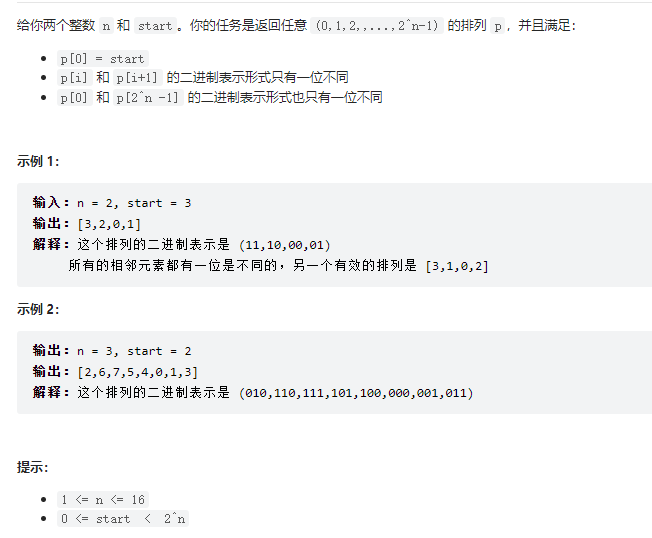 给你两个整数 n 和 start。你的任务是返回任意 (0,1,2,,...,2^n-1) 的排列 p，并且满足：
p[0] = start
p[i] 和 p[i+1] 的二进制表示形式只有一位不同
p[0] 和 p[2^n -1] 的二进制表示形式也只有一位不同
示例 1：
输入：n = 2, start = 3
输出：[3,2,0,1]
解释：这个排列的二进制表示是 (11,10,00,01)
所有的相邻元素都有一位是不同的，另一个有效的排列是 [3,1,0,2]
示例 2：
输出：n = 3, start = 2
输出：[2,6,7,5,4,0,1,3]
解释：这个排列的二进制表示是 (010,110,111,101,100,000,001,011)
提示：
1 <= n <= 16
0 <= start < 2^n